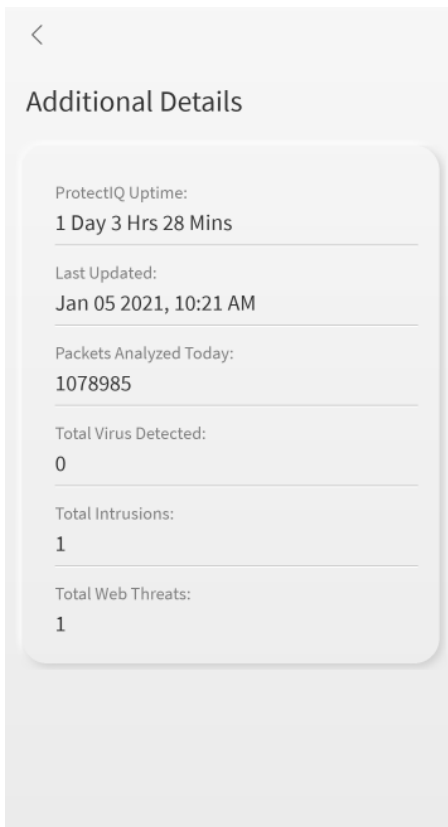 Additional Details
ProtectIQ Uptime:
1 Day 3 Hrs 28 Mins
Last Updated:
Jan 05 2021, 10:21 AM
Packets Analyzed Today:
1078985
Total Virus Detected:
0
Total Intrusions:
1
Total Web Threats:
1